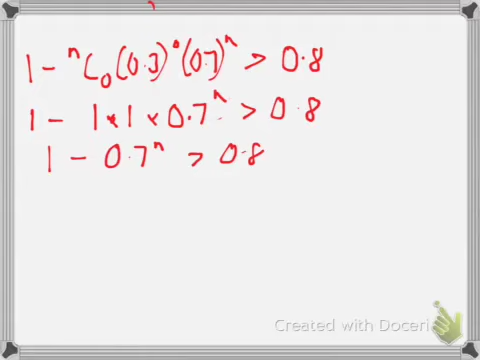 1 - ⁿC₀(0.3)⁰(0.7)ⁿ > 0.8
1 - 1 × 1 × 0.7ⁿ > 0.8
1 - 0.7ⁿ > 0.8
Created with Doceri